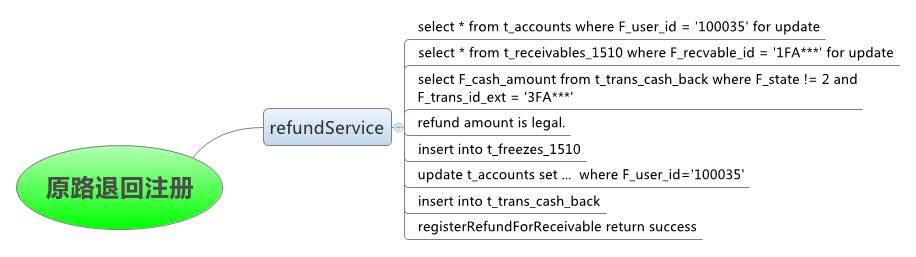 原路退回注册
refundService
select * from t_accounts where F_user_id = '100035' for update
select * from t_receivables_1510 where F_recvable_id = '1FA***' for update
select F_cash_amount from t_trans_cash_back where F_state != 2 and
F_trans_id_ext = '3FA***'
refund amount is legal.
insert into t_freezes_1510
update t_accounts set ... where F_user_id='100035'
insert into t_trans_cash_back
registerRefundForReceivable return success